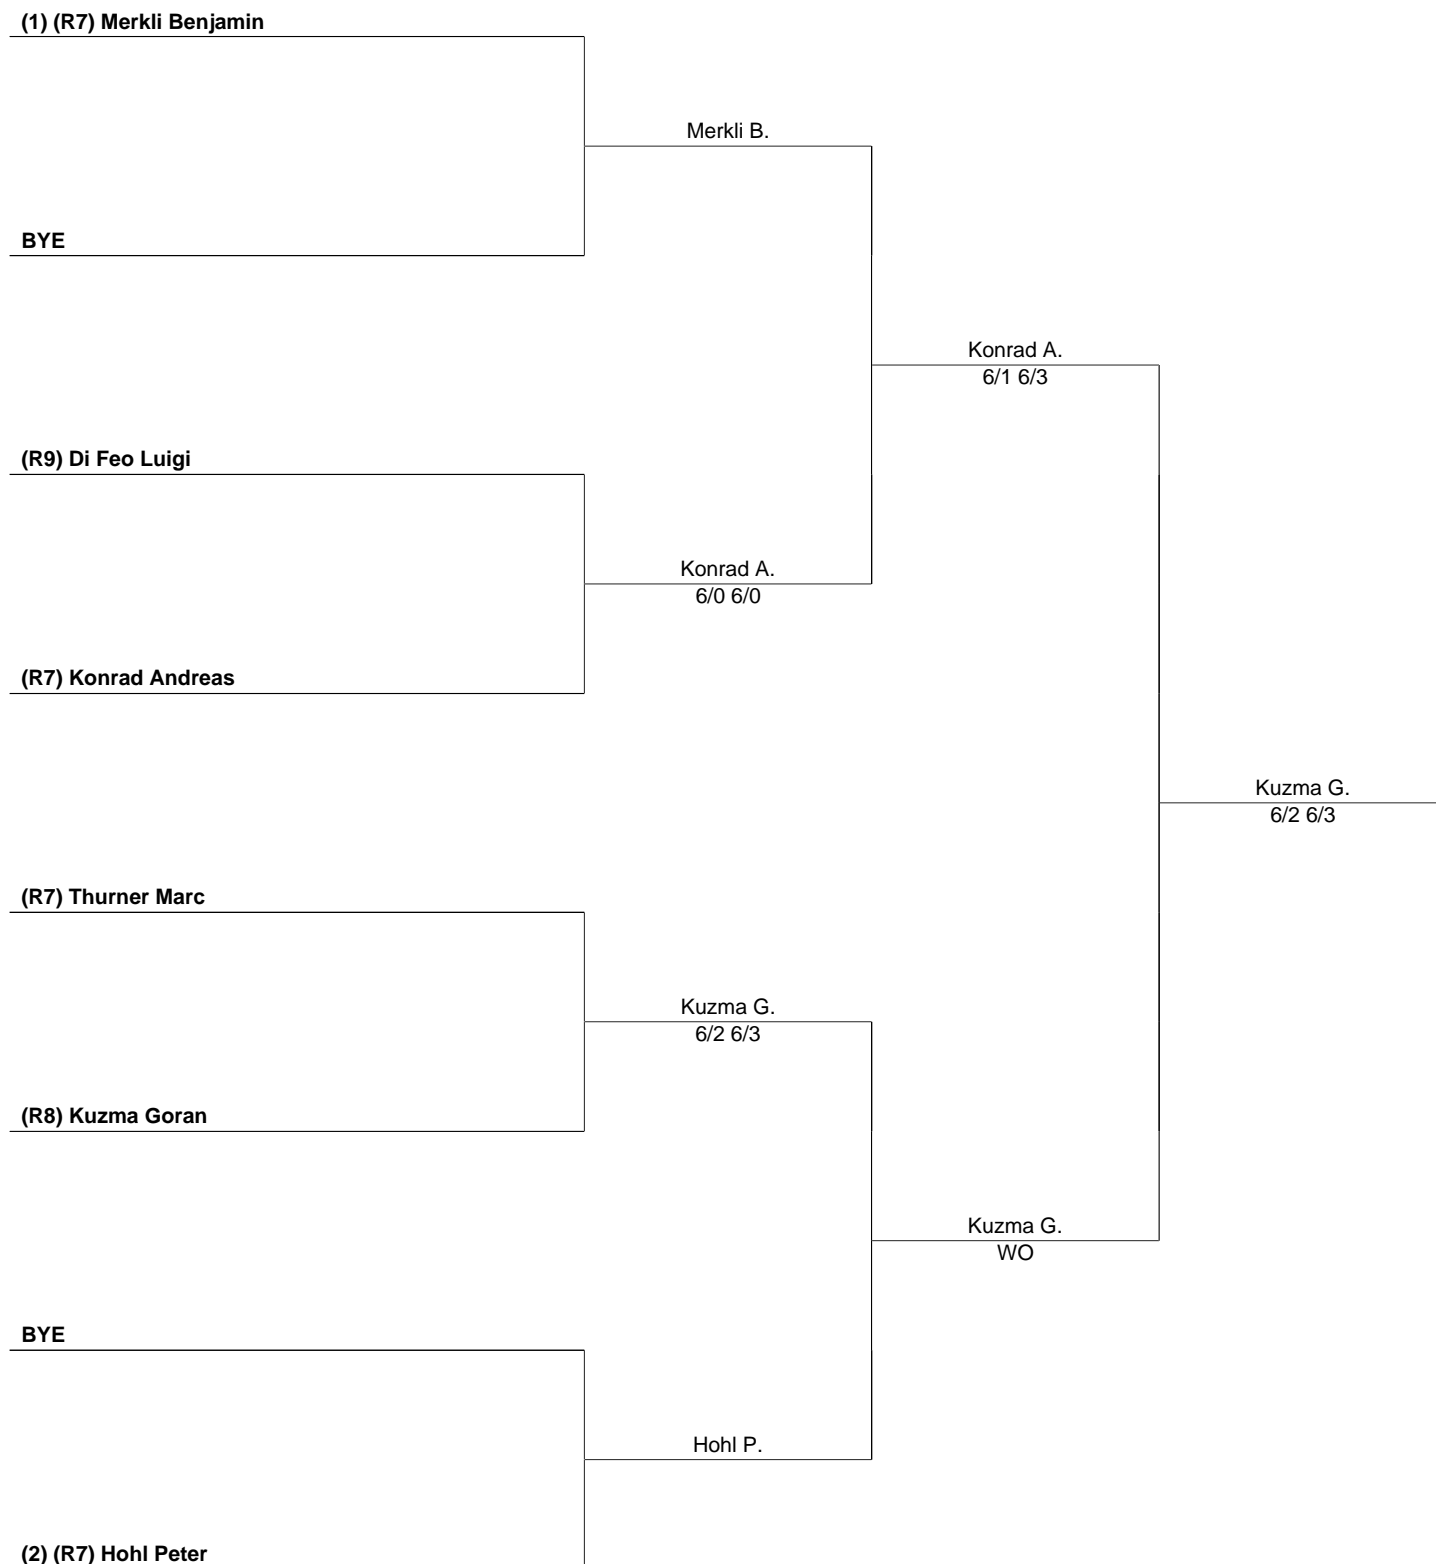 (1) (R7) Merkli Benjamin
Merkli B.
BYE
Konrad A.
6/1 6/3
(R9) Di Feo Luigi
Konrad A.
6/0 6/0
(R7) Konrad Andreas
Kuzma G.
6/2 6/3
(R7) Thurner Marc
Kuzma G.
6/2 6/3
(R8) Kuzma Goran
Kuzma G.
WO
BYE
Hohl P.
(2) (R7) Hohl Peter